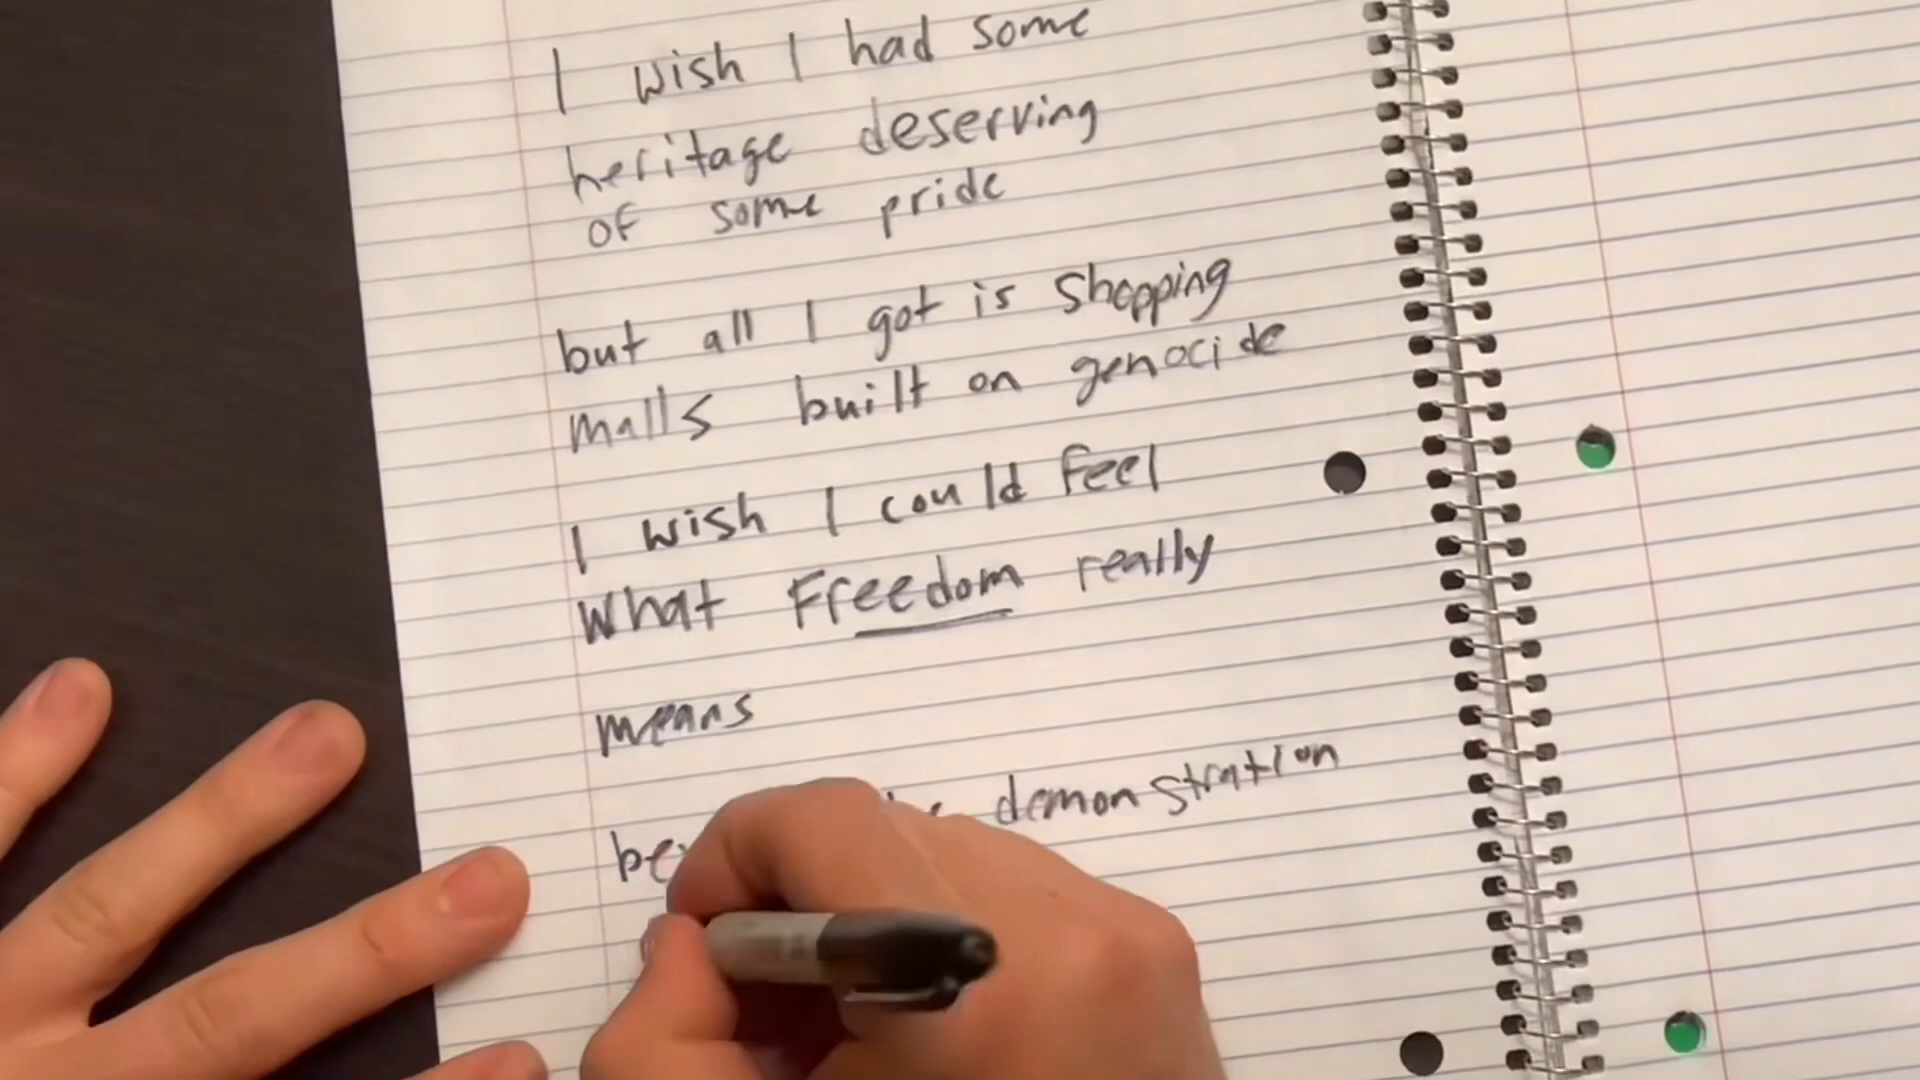 I wish I had some
heritage deserving
of some pride
but all I got is shopping
malls built on genocide
I wish I could feel
what Freedom really
means
demonstration